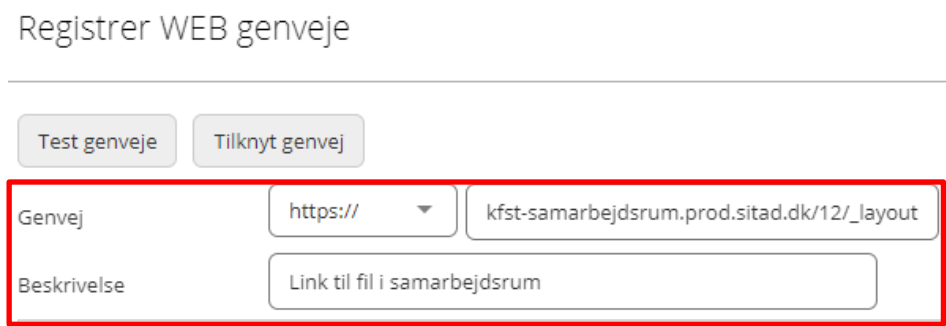 Registrer WEB genveje
Test genveje Tilknyt genvej
Genvej https:// kfst-samarbejdsrum.prod.sitad.dk/12/_layout
Beskrivelse Link til fil i samarbejdsrum